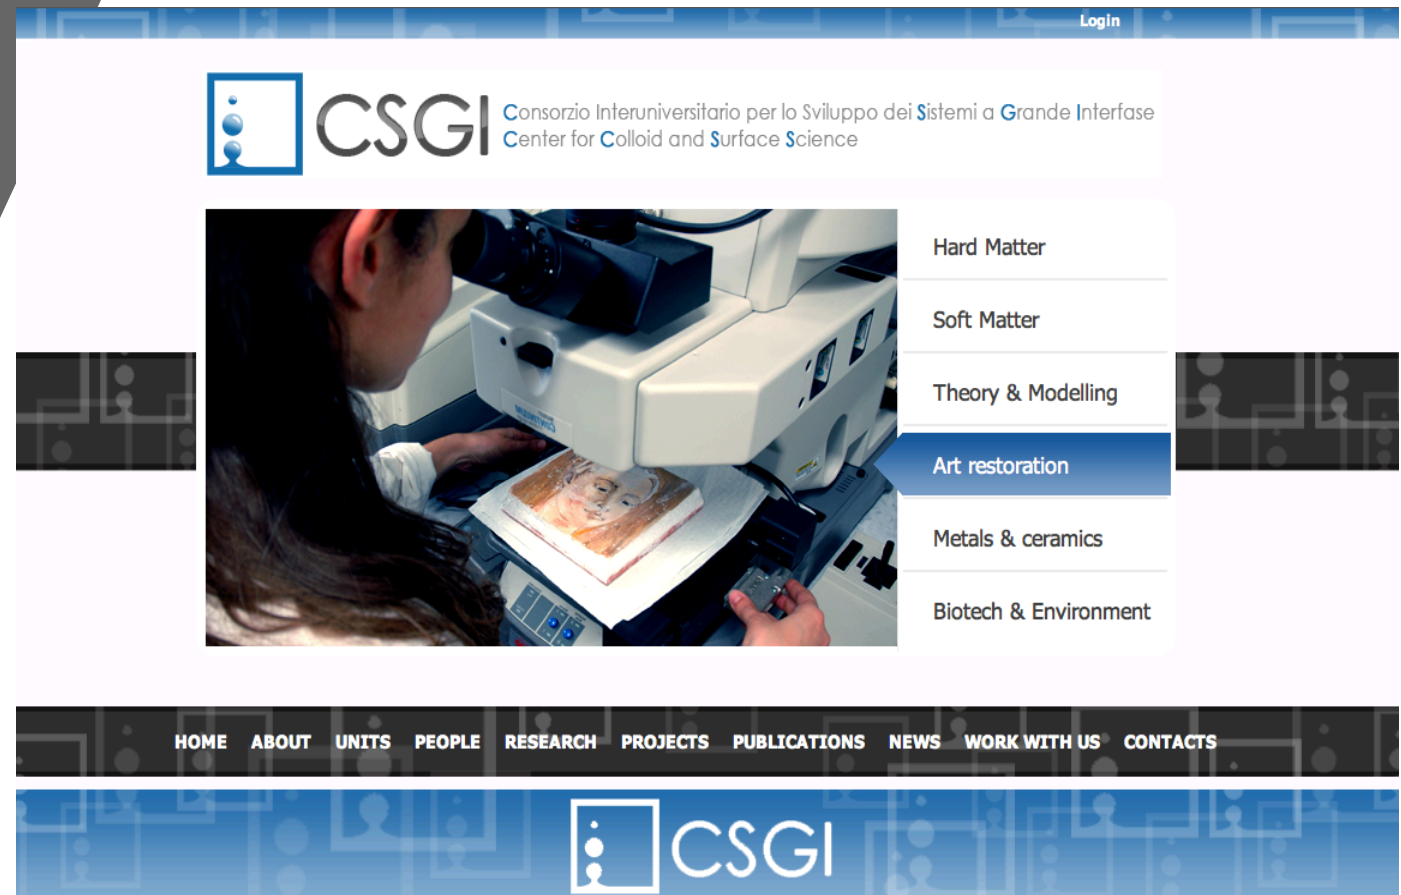 Login
CSGI
Consorzio Interuniversitario per lo Sviluppo dei Sistemi a Grande Interfase
Center for Colloid and Surface Science
Hard Matter
Soft Matter
Theory & Modelling
Art restoration
Metals & ceramics
Biotech & Environment
CONTINUUM
HOME ABOUT UNITS PEOPLE RESEARCH PROJECTS PUBLICATIONS NEWS WORK WITH US CONTACTS
CSGI